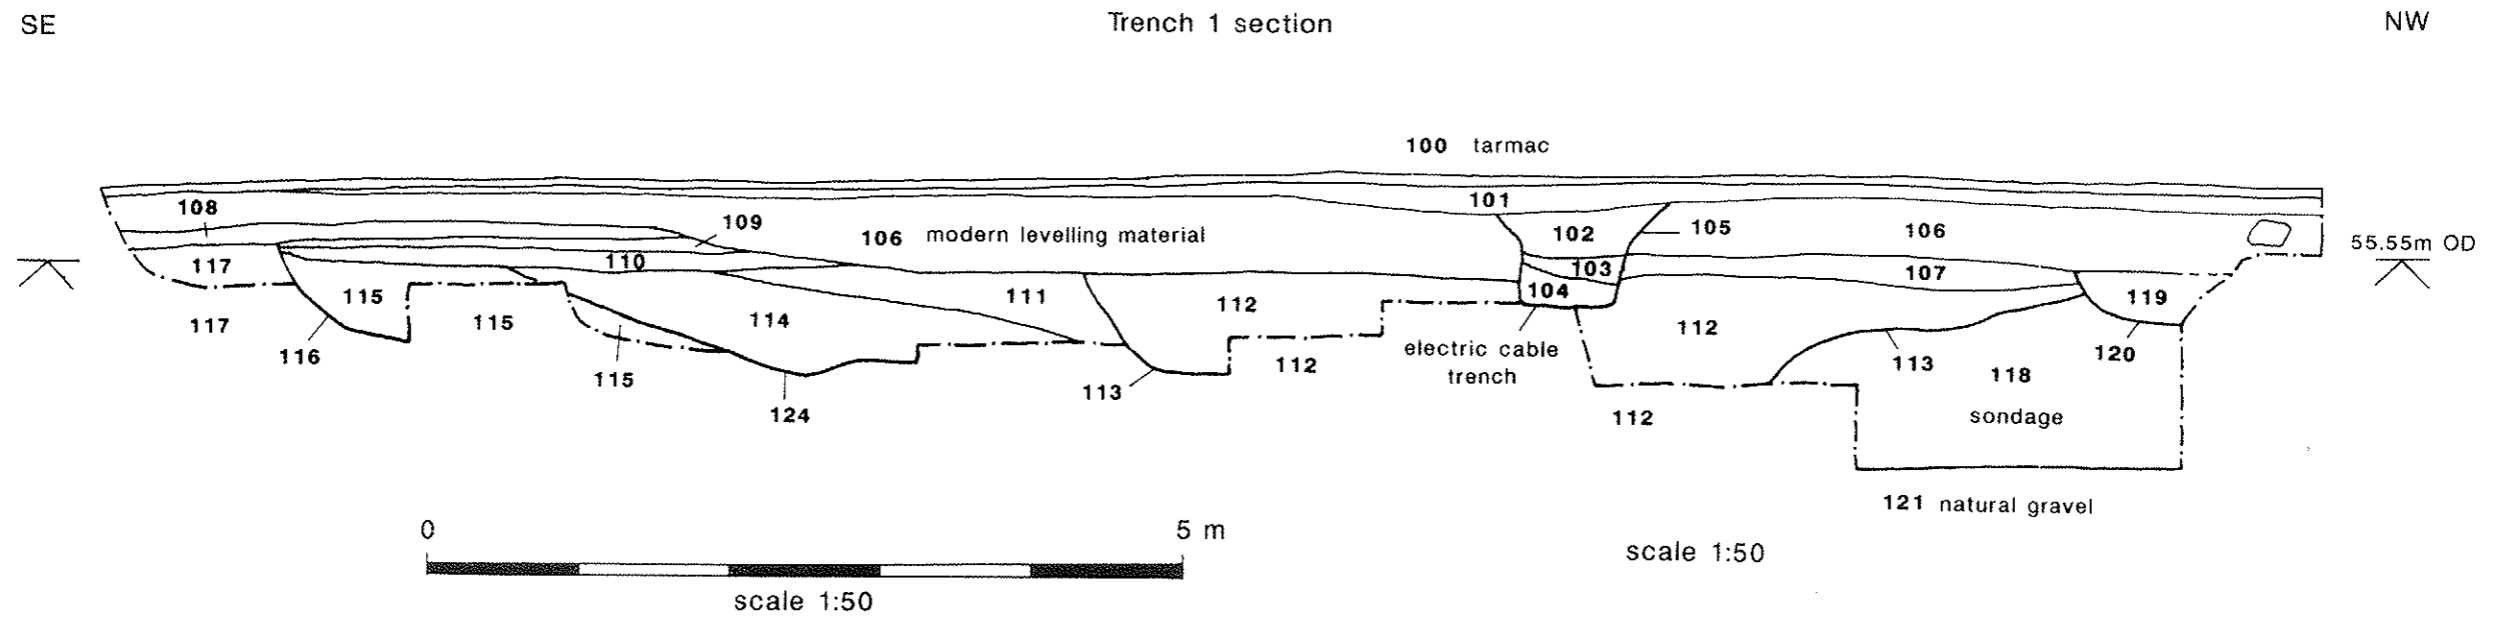 SE
Trench 1 section
NW
100 tarmac
101
108
109
102
105
106 modern levelling material
106
55.55m OD
117
110
103
107
104
115
111
112
119
117
115
114
112
116
electric cable
trench
120
115
113
112
113
118
124
112
sondage
121 natural gravel
0
5 m
scale 1:50
scale 1:50